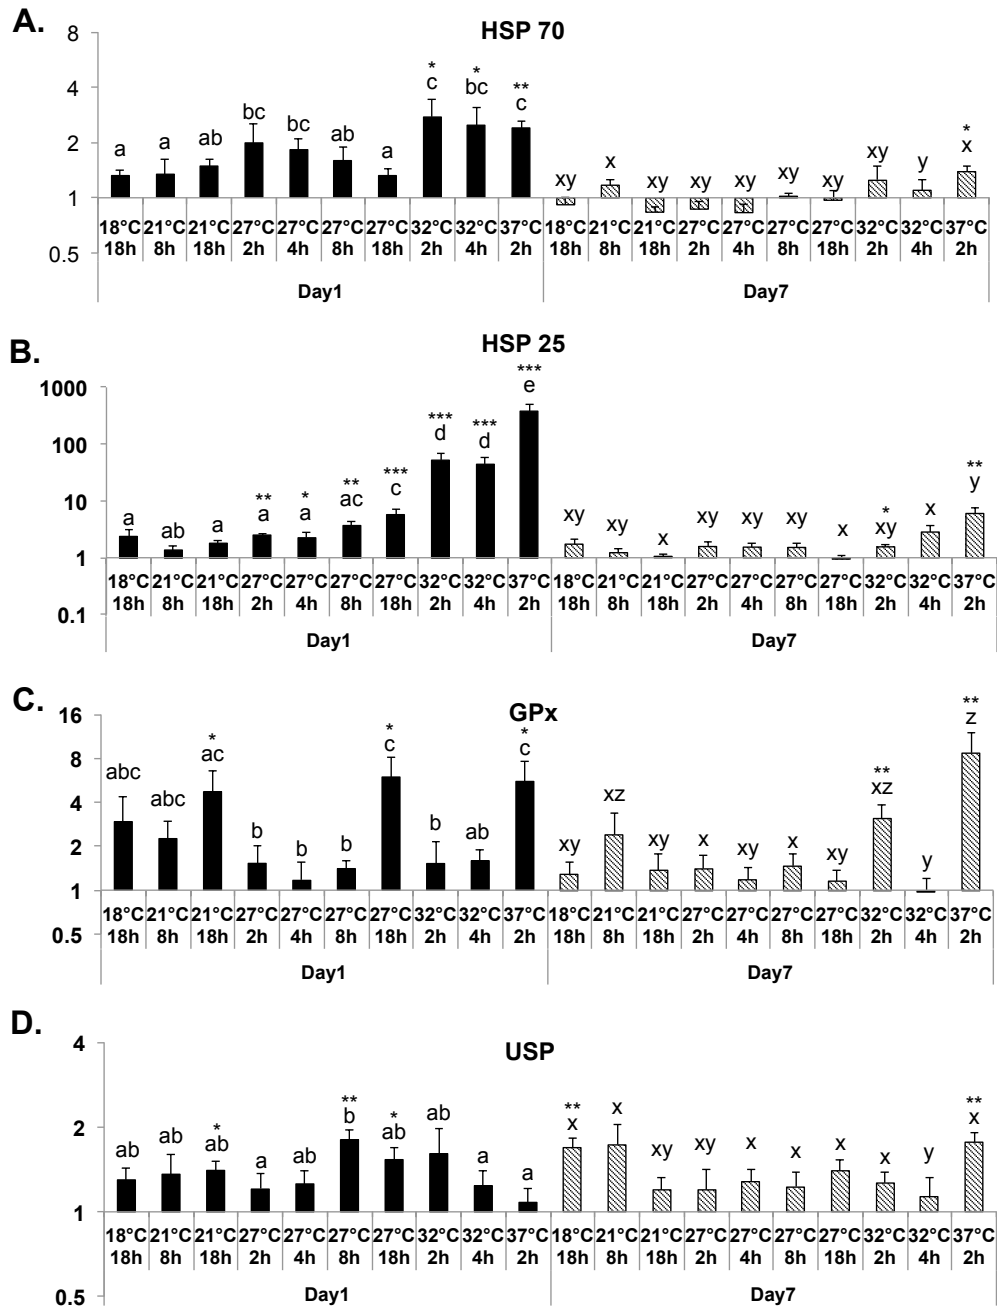 A.
HSP 70
8
4
2
1
0.5
a a ab bc bc ab a * c * bc ** c xy x xy xy xy xy xy xy y * x
18°C 21°C 21°C 27°C 27°C 27°C 27°C 32°C 32°C 37°C 18°C 21°C 21°C 27°C 27°C 27°C 27°C 32°C 32°C 37°C
18h 8h 18h 2h 4h 8h 18h 2h 4h 2h 18h 8h 18h 2h 4h 8h 18h 2h 4h 2h
Day1 Day7
B.
HSP 25
1000
100
10
1
0.1
a ab a ** a * a ** ac *** c *** d *** d *** e xy xy x xy xy xy x * xy x ** y
18°C 21°C 21°C 27°C 27°C 27°C 27°C 32°C 32°C 37°C 18°C 21°C 21°C 27°C 27°C 27°C 27°C 32°C 32°C 37°C
18h 8h 18h 2h 4h 8h 18h 2h 4h 2h 18h 8h 18h 2h 4h 8h 18h 2h 4h 2h
Day1 Day7
C.
GPx
16
8
4
2
1
0.5
abc abc * ac b b b * c b ab * c xy xz xy x xy x xy ** xz y ** z
18°C 21°C 21°C 27°C 27°C 27°C 27°C 32°C 32°C 37°C 18°C 21°C 21°C 27°C 27°C 27°C 27°C 32°C 32°C 37°C
18h 8h 18h 2h 4h 8h 18h 2h 4h 2h 18h 8h 18h 2h 4h 8h 18h 2h 4h 2h
Day1 Day7
D.
USP
4
2
1
0.5
ab ab * ab a ab ** b * ab ab a a ** x x xy xy x x x x y ** x
18°C 21°C 21°C 27°C 27°C 27°C 27°C 32°C 32°C 37°C 18°C 21°C 21°C 27°C 27°C 27°C 27°C 32°C 32°C 37°C
18h 8h 18h 2h 4h 8h 18h 2h 4h 2h 18h 8h 18h 2h 4h 8h 18h 2h 4h 2h
Day1 Day7